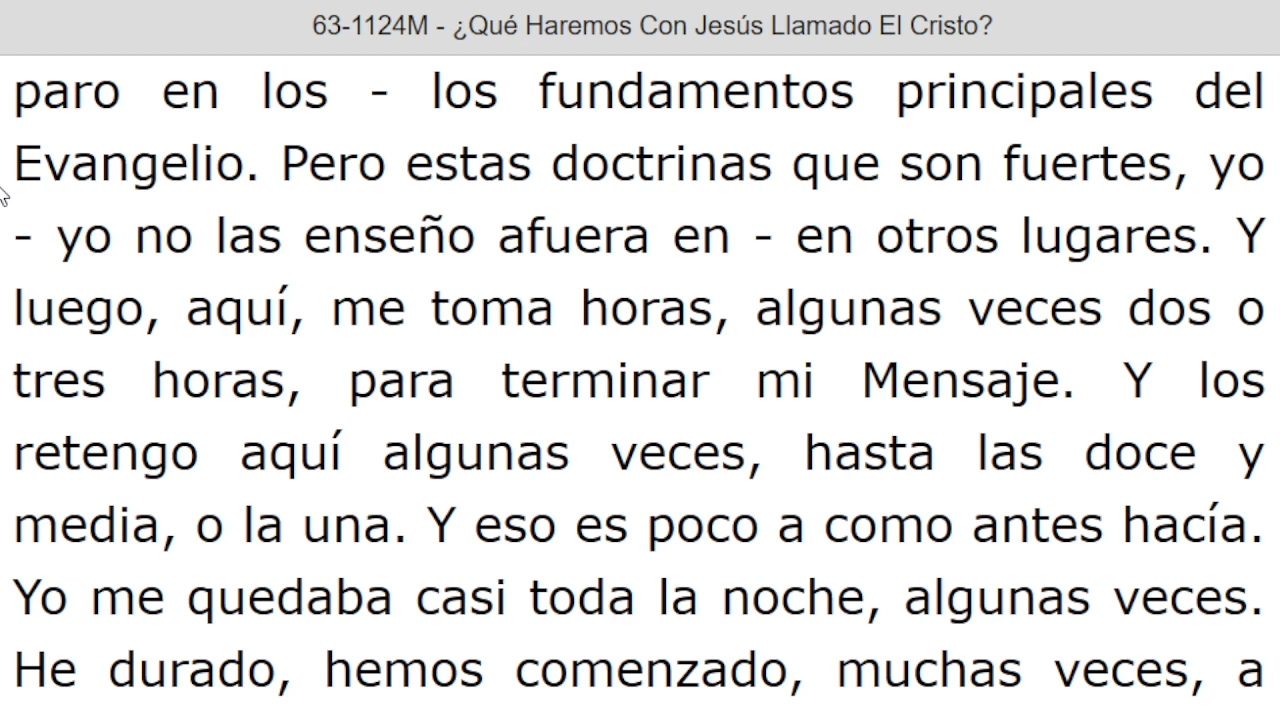 63-1124M - ¿Qué Haremos Con Jesús Llamado El Cristo?
paro en los - los fundamentos principales del
Evangelio. Pero estas doctrinas que son fuertes, yo
- yo no las enseño afuera en - en otros lugares. Y
luego, aquí, me toma horas, algunas veces dos o
tres horas, para terminar mi Mensaje. Y los
retengo aquí algunas veces, hasta las doce y
media, o la una. Y eso es poco a como antes hacía.
Yo me quedaba casi toda la noche, algunas veces.
He durado, hemos comenzado, muchas veces, a